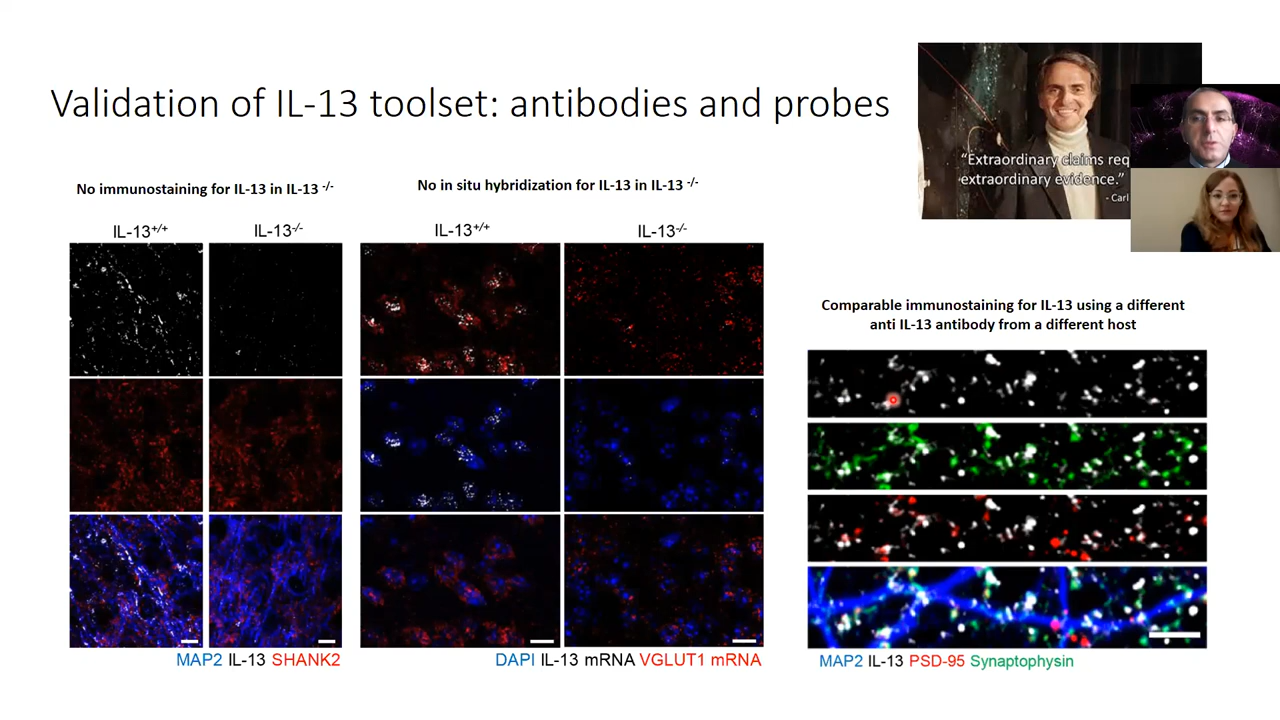 Validation of IL-13 toolset: antibodies and probes
“Extraordinary claims req
extraordinary evidence.”
- Carl
No immunostaining for IL-13 in IL-13 -/-
No in situ hybridization for IL-13 in IL-13 -/-
IL-13+/+
IL-13-/-
IL-13+/+
IL-13-/-
Comparable immunostaining for IL-13 using a different
anti IL-13 antibody from a different host
MAP2 IL-13 SHANK2
DAPI IL-13 mRNA VGLUT1 mRNA
MAP2 IL-13 PSD-95 Synaptophysin